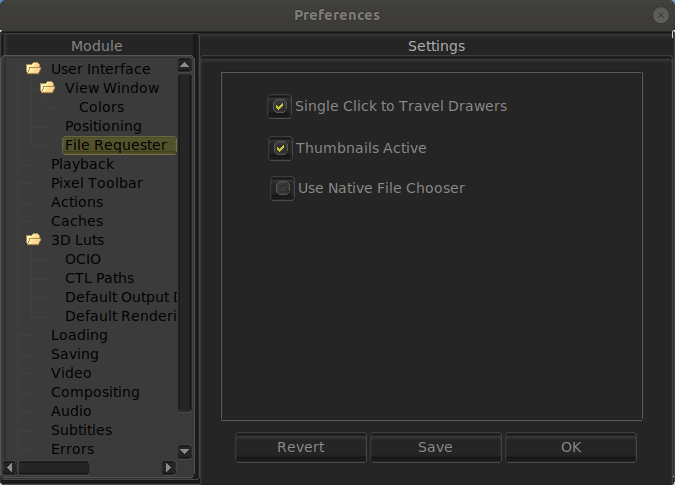 Preferences
Module
Settings
User Interface
View Window
Colors
Positioning
File Requester
Playback
Pixel Toolbar
Actions
Caches
3D Luts
OCIO
CTL Paths
Default Output
Default Renderi
Loading
Saving
Video
Compositing
Audio
Subtitles
Errors
Single Click to Travel Drawers
Thumbnails Active
Use Native File Chooser
Revert
Save
OK